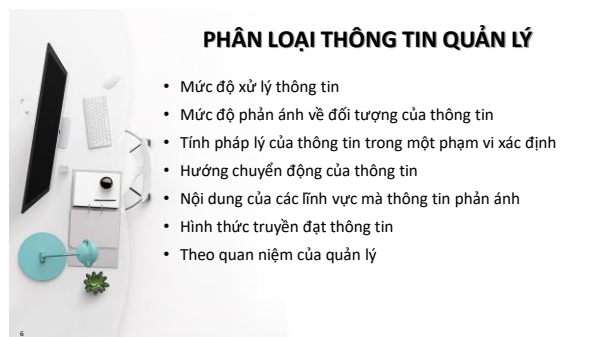 PHÂN LOẠI THÔNG TIN QUẢN LÝ
• Mức độ xử lý thông tin
• Mức độ phản ánh về đối tượng của thông tin
• Tính pháp lý của thông tin trong một phạm vi xác định
• Hướng chuyển động của thông tin
• Nội dung của các lĩnh vực mà thông tin phản ánh
• Hình thức truyền đạt thông tin
• Theo quan niệm của quản lý
6